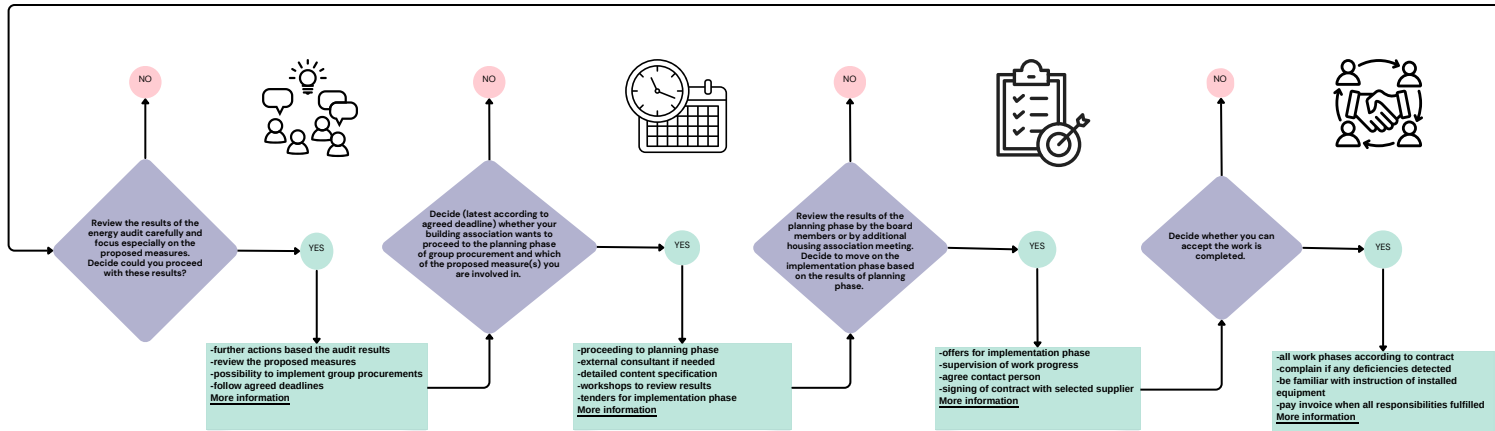 NO
Review the results of the
energy audit carefully and
focus especially on the
proposed measures.
Decide could you proceed
with these results?
YES
-further actions based the audit results
-review the proposed measures
-possibility to implement group procurements
-follow agreed deadlines
More information
NO
Decide (latest according to
agreed deadline) whether your
building association wants to
proceed to the planning phase
of group procurement and which
of the proposed measure(s) you
are involved in.
YES
-proceeding to planning phase
-external consultant if needed
-detailed content specification
-workshops to review results
-tenders for implementation phase
More information
NO
Review the results of the
planning phase by the board
members or by additional
housing association meeting.
Decide to move on the
implementation phase based
on the results of planning
phase.
YES
-offers for implementation phase
-supervision of work progress
-agree contact person
-signing of contract with selected supplier
More information
NO
Decide whether you can
accept the work is
completed.
YES
-all work phases according to contract
-complain if any deficiencies detected
-be familiar with instruction of installed
equipment
-pay invoice when all responsibilities fulfilled
More information